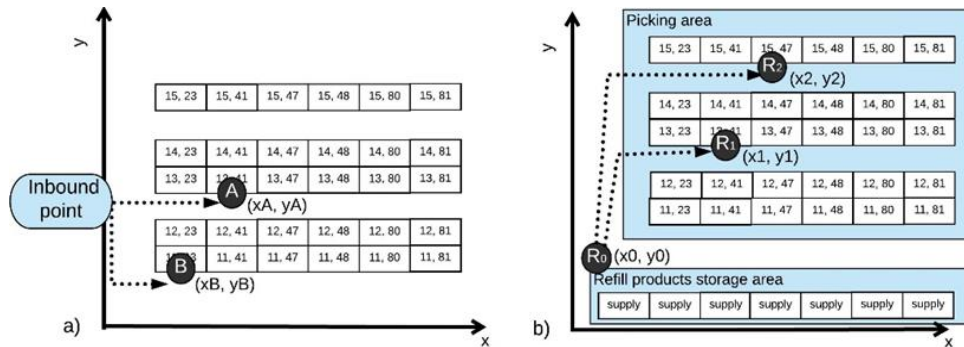 y
15, 23 15, 41 15, 47 15, 48 15, 80 15, 81
14, 23 14, 41 14, 47 14, 48 14, 80 14, 81
13, 23 13, 47 13, 48 13, 80 13, 81
A
(xA, yA)
Inbound
point
12, 23 12, 41 12, 47 12, 48 12, 80 12, 81
11, 41 11, 47 11, 48 11, 80 11, 81
B
(xB, yB)
a)
x
Picking area
y
15, 23 15, 41 15, 47 15, 48 15, 80 15, 81
R2
(x2, y2)
14, 23 14, 41 14, 47 14, 48 14, 80 14, 81
13, 23 13, 47 13, 48 13, 80 13, 81
R1
(x1, y1)
12, 23 12, 41 12, 47 12, 48 12, 80 12, 81
11, 23 11, 41 11, 47 11, 48 11, 80 11, 81
R0
(x0, y0)
Refill products storage area
supply supply supply supply supply supply supply
b)
x